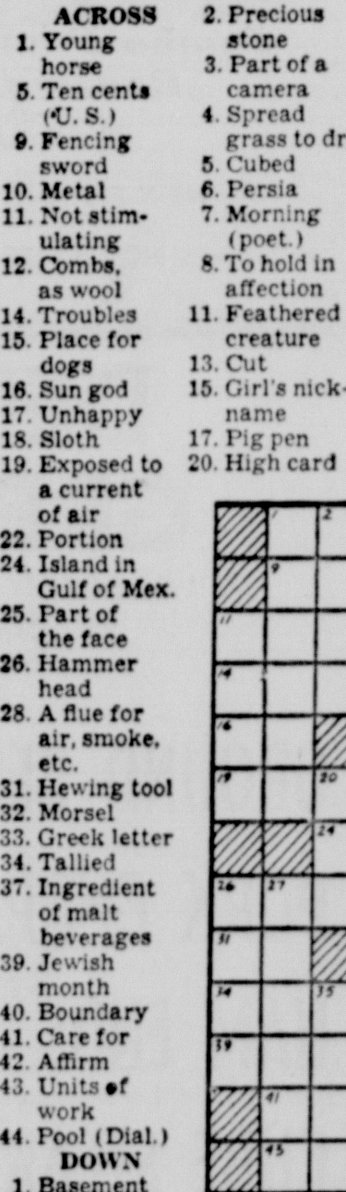 ACROSS
1. Young
horse
5. Ten cents
(U. S.)
9. Fencing
sword
10. Metal
11. Not stim-
ulating
12. Combs,
as wool
14. Troubles
15. Place for
dogs
16. Sun god
17. Unhappy
18. Sloth
19. Exposed to
a current
of air
22. Portion
24. Island in
Gulf of Mex.
25. Part of
the face
26. Hammer
head
28. A flue for
air, smoke,
etc.
31. Hewing tool
32. Morsel
33. Greek letter
34. Tallied
37. Ingredient
of malt
beverages
39. Jewish
month
40. Boundary
41. Care for
42. Affirm
43. Units of
work
44. Pool (Dial.)
DOWN
1. Basement
2. Precious
stone
3. Part of a
camera
4. Spread
grass to dr
5. Cubed
6. Persia
7. Morning
(poet.)
8. To hold in
affection
11. Feathered
creature
13. Cut
15. Girl's nick-
name
17. Pig pen
20. High card
1 2
9
11
14
16
19 20
24
26 27
31
34 35
39
41
43